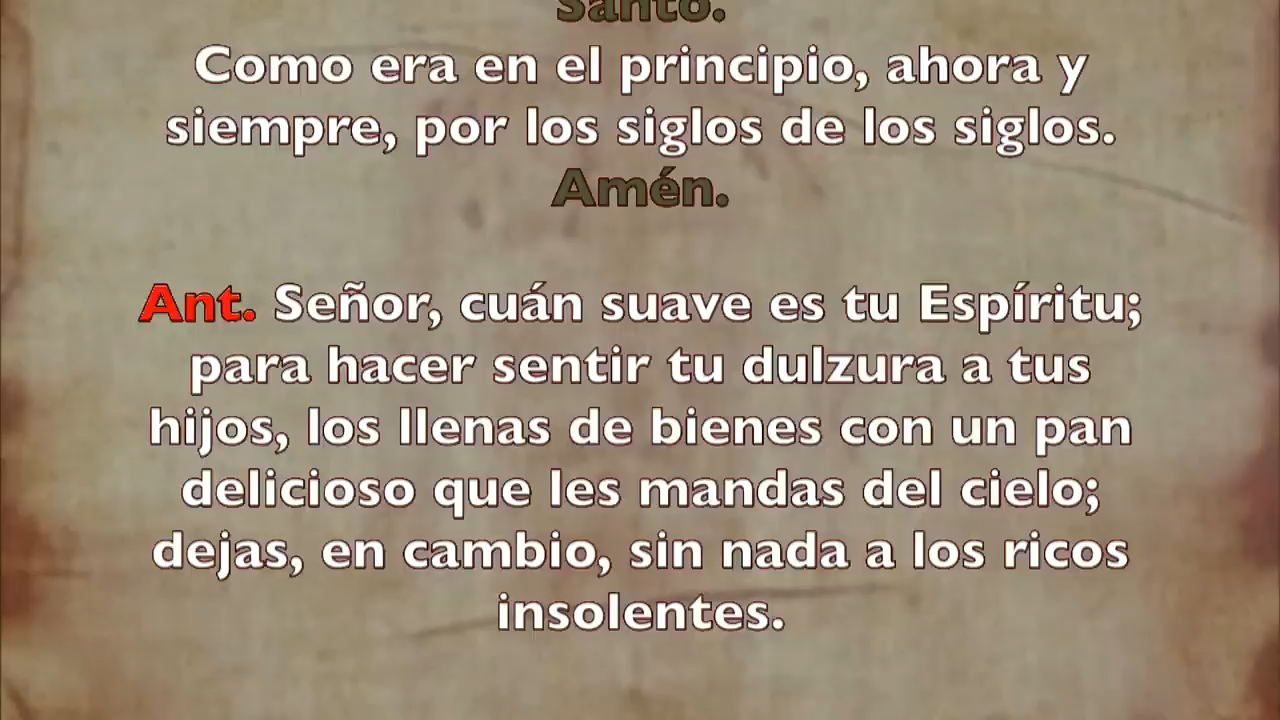 Santo.
Como era en el principio, ahora y
siempre, por los siglos de los siglos.
Amén.
Ant. Señor, cuán suave es tu Espíritu;
para hacer sentir tu dulzura a tus
hijos, los llenas de bienes con un pan
delicioso que les mandas del cielo;
dejas, en cambio, sin nada a los ricos
insolentes.